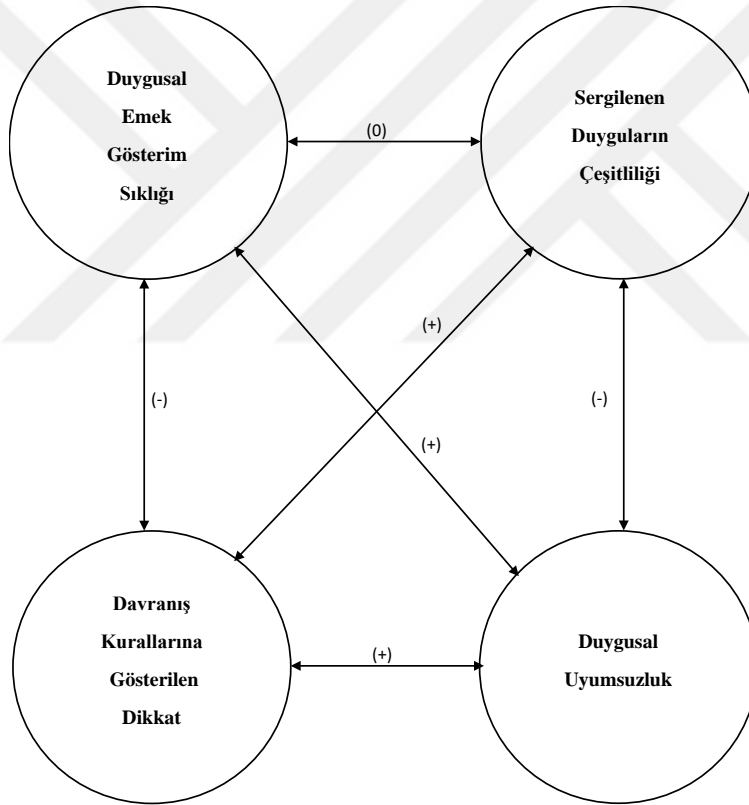 Duygusal
Emek
Gösterim
Sıklığı
(0)
Sergilenen
Duyguların
Çeşitliliği
(+)
(-)
(-)
(+)
Davranış
Kurallarına
Gösterilen
Dikkat
(+)
Duygusal
Uyumsuzluk